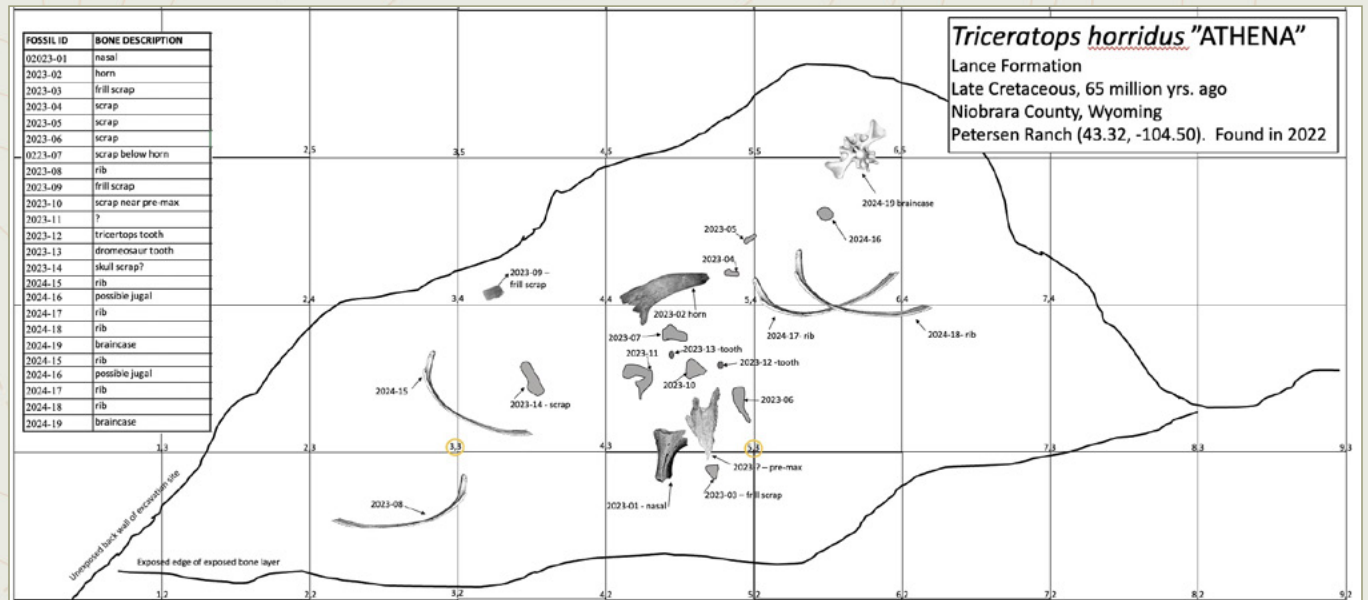 Triceratops horridus "ATHENA"
Lance Formation
Late Cretaceous, 65 million yrs. ago
Niobrara County, Wyoming
Petersen Ranch (43.32, -104.50). Found in 2022
FOSSIL ID BONE DESCRIPTION
02023-01 nasal
2023-02 horn
2023-03 frill scrap
2023-04 scrap
2023-05 scrap
2023-06 scrap
0223-07 scrap below horn
2023-08 rib
2023-09 frill scrap
2023-10 scrap near pre-max
2023-11 ?
2023-12 tricertops tooth
2023-13 dromeosaur tooth
2023-14 skull scrap?
2024-15 rib
2024-16 possible jugal
2024-17 rib
2024-18 rib
2024-19 braincase
2024-15 rib
2024-16 possible jugal
2024-17 rib
2024-18 rib
2024-19 braincase
2,5 3,5 4,5 5,5 6,5
2024-19 braincase
2024-16
2023-05
2023-04
2023-09 –
frill scrap
2,4 3,4 4,4 5,4 6,4 7,4
2023-02 horn
2024-17- rib
2024-18- rib
2023-07
2023-13 -tooth
2023-11
2023-12 -tooth
2023-10
2024-15
2023-14 - scrap
2023-06
1,3 2,3 3,3 4,3 5,3 7,3 8,3 9,3
2023-? – pre-max
2023-03 – frill scrap
2023-01 - nasal
2023-08
Unexposed back wall of excavation site
Exposed edge of exposed bone layer
1,2 2,2 3,2 4,2 5,2 6,2 7,2 8,2 9,2